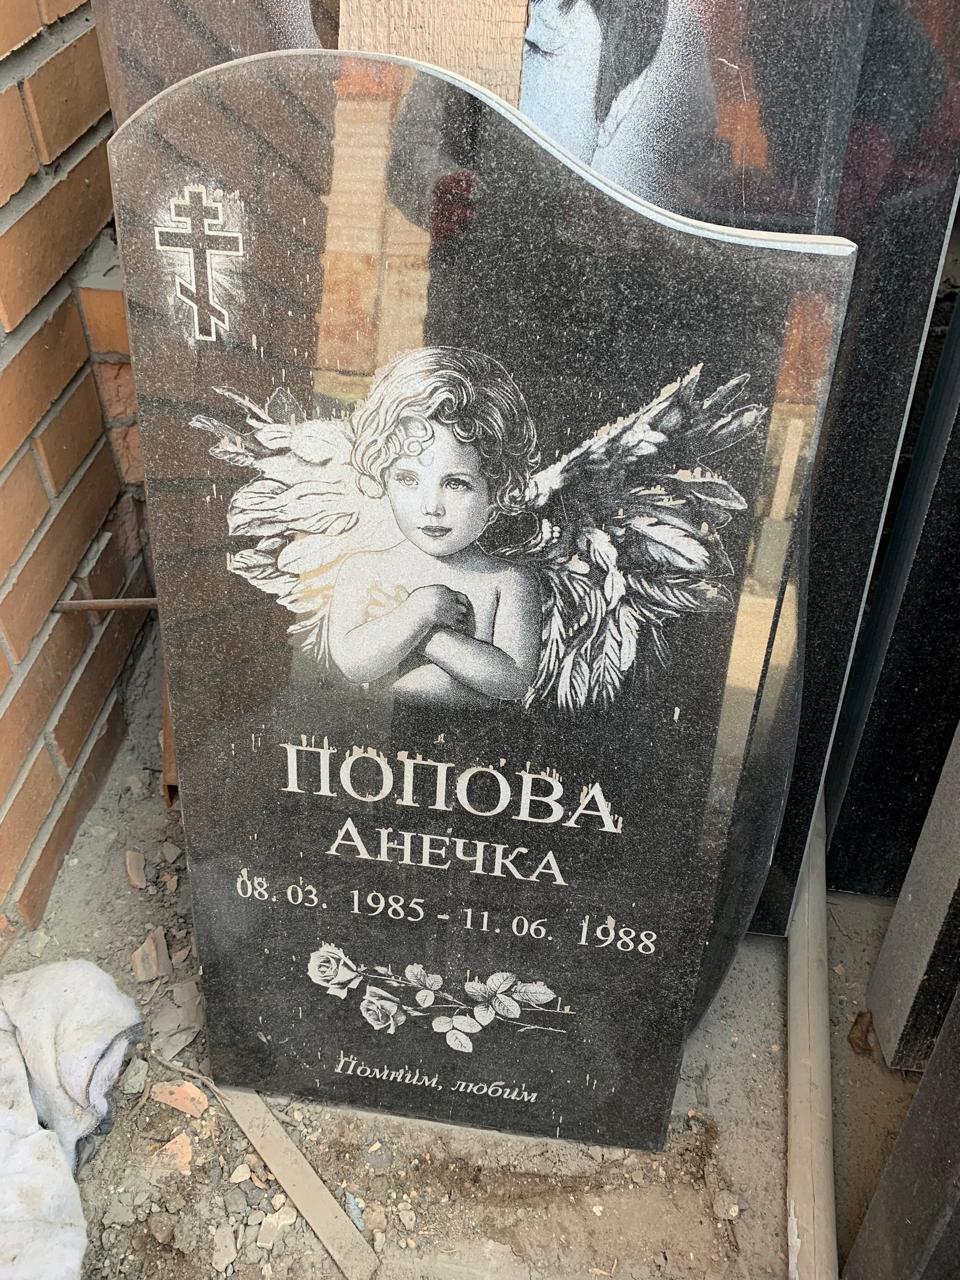 ПОПОВА
АНЕЧКА
08. 03. 1985 - 11. 06. 1988
Помним, любим